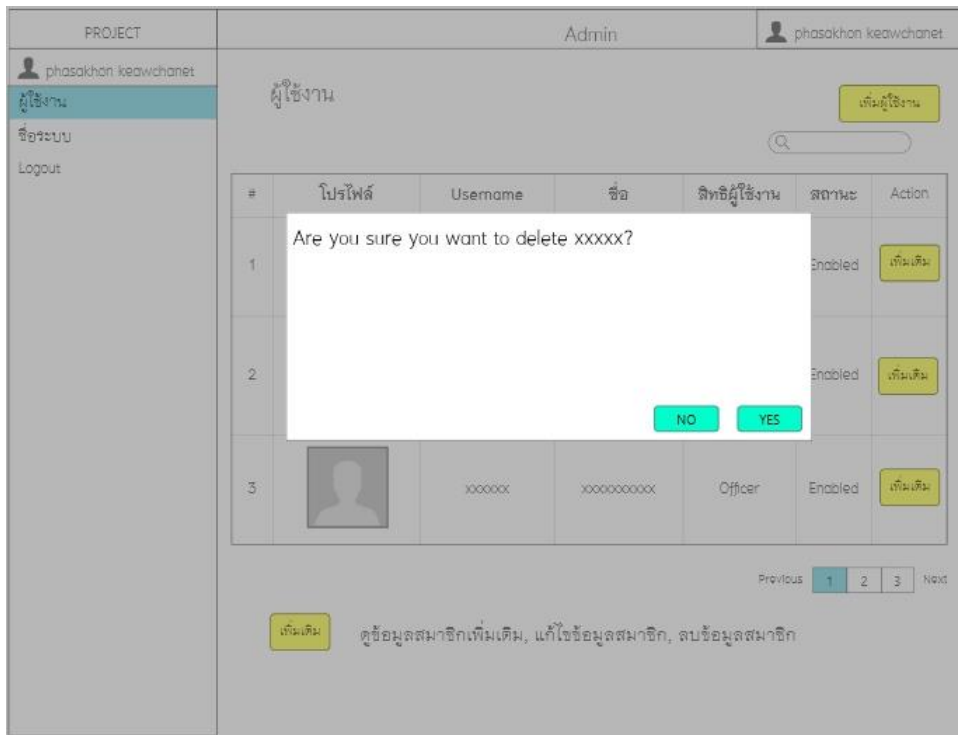 PROJECT
Admin
phasakhon keawchanet
phasakhon keawchanet
ผู้ใช้งาน
ชื่อระบบ
Logout
ผู้ใช้งาน
เพิ่มผู้ใช้งาน
# โปรไฟล์ Username ชื่อ สิทธิผู้ใช้งาน สถานะ Action
Are you sure you want to delete xxxxx?
1 Enabled เพิ่มเติม
2 Enabled เพิ่มเติม
NO YES
3 xxxxxx xxxxxxxxxx Officer Enabled เพิ่มเติม
Previous 1 2 3 Next
เพิ่มเติม ดูข้อมูลสมาชิกเพิ่มเติม, แก้ไขข้อมูลสมาชิก, ลบข้อมูลสมาชิก